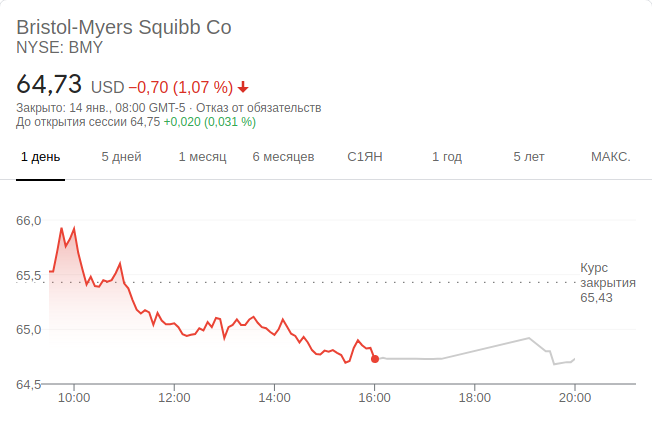 Bristol-Myers Squibb Co
NYSE: BMY
64,73 USD −0,70 (1,07 %)
Закрыто: 14 янв., 08:00 GMT-5 · Отказ от обязательств
До открытия сессии 64,75 +0,020 (0,031 %)
1 день 5 дней 1 месяц 6 месяцев С1ЯН 1 год 5 лет МАКС.
66,0
65,5
65,0
64,5
Курс
закрытия
65,43
10:00 12:00 14:00 16:00 18:00 20:00